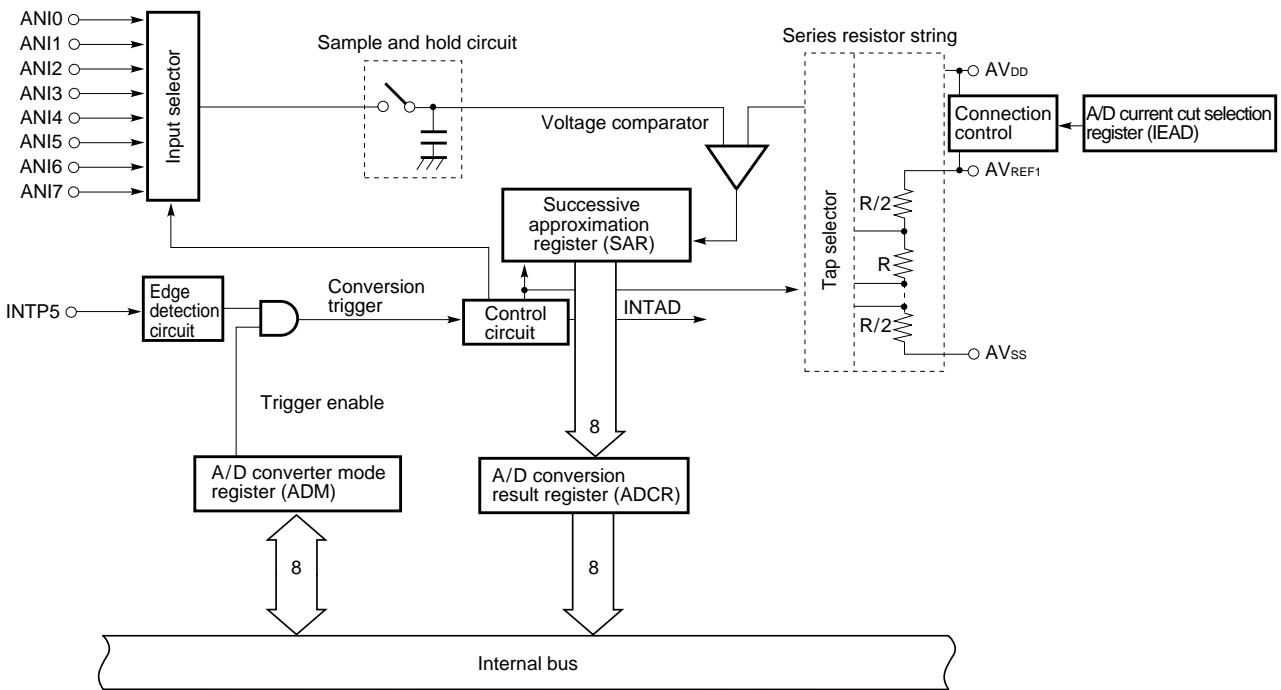 ANI0
ANI1
ANI2
ANI3
ANI4
ANI5
ANI6
ANI7
Input selector
Sample and hold circuit
Voltage comparator
Series resistor string
Tap selector
AVDD
Connection
control
A/D current cut selection
register (IEAD)
AVREF1
R/2
R
R/2
AVSS
Successive
approximation
register (SAR)
INTP5
Edge
detection
circuit
Conversion
trigger
Control
circuit
INTAD
Trigger enable
8
A/D converter mode
register (ADM)
A/D conversion
result register (ADCR)
8
8
Internal bus